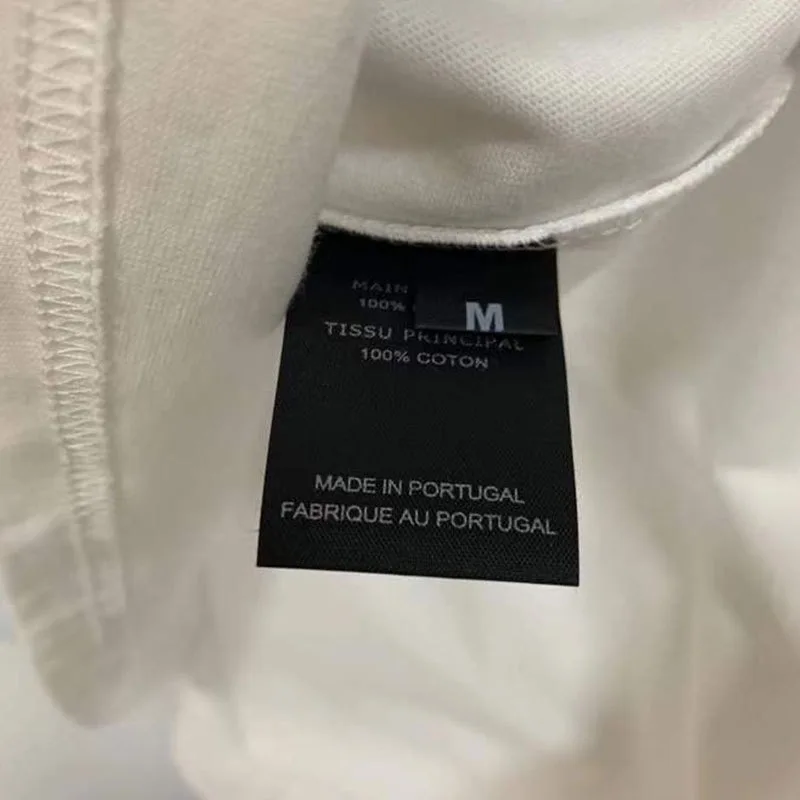 MAIN
100%
M
TISSU PRINCIPAL
100% COTON
MADE IN PORTUGAL
FABRIQUE AU PORTUGAL